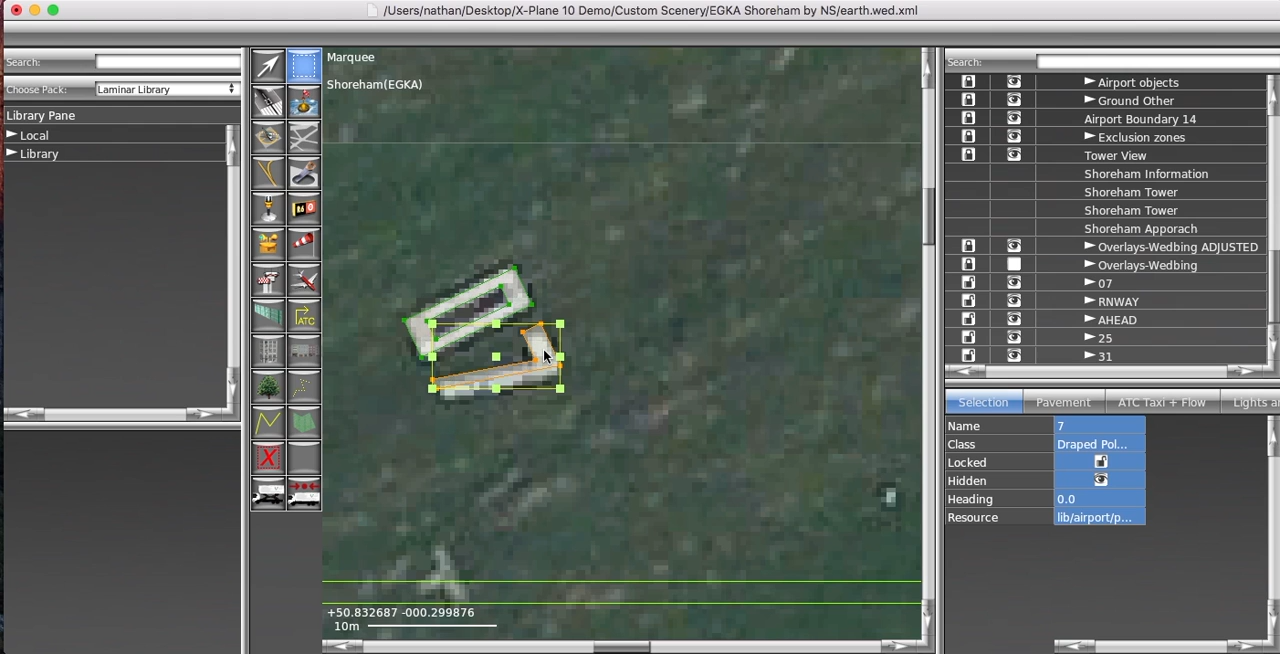 /Users/nathan/Desktop/X-Plane 10 Demo/Custom Scenery/EGKA Shoreham by NS/earth.wed.xml
Search:
Choose Pack: Laminar Library
Library Pane
Local
Library
ATC
Marquee
Shoreham(EGKA)
+50.832687 -000.299876
10m
Search:
Airport objects
Ground Other
Airport Boundary 14
Exclusion zones
Tower View
Shoreham Information
Shoreham Tower
Shoreham Tower
Shoreham Apporach
Overlays-Wedbing ADJUSTED
Overlays-Wedbing
07
RNWAY
AHEAD
25
31
Selection Pavement ATC Taxi + Flow Lights a
Name 7
Class Draped Pol...
Locked
Hidden
Heading 0.0
Resource lib/airport/p...